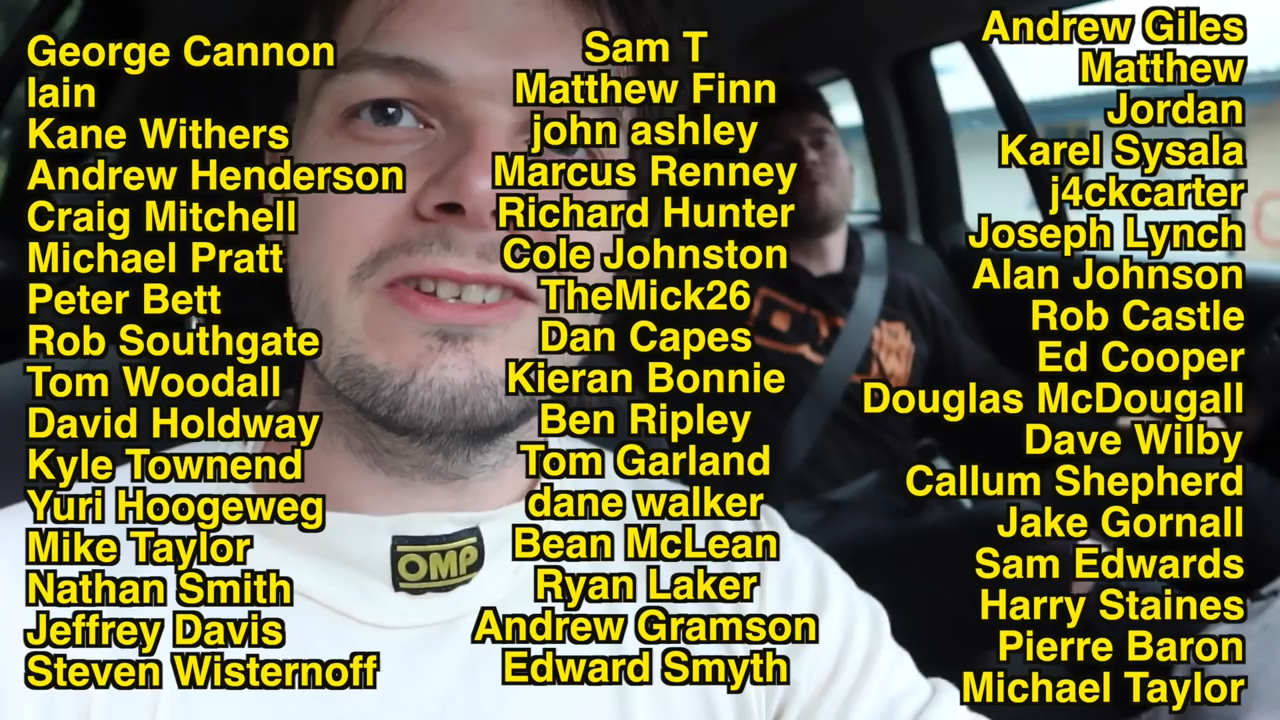 George Cannon
Iain
Kane Withers
Andrew Henderson
Craig Mitchell
Michael Pratt
Peter Bett
Rob Southgate
Tom Woodall
David Holdway
Kyle Townend
Yuri Hoogeweg
Mike Taylor
Nathan Smith
Jeffrey Davis
Steven Wisternoff
Sam T
Matthew Finn
john ashley
Marcus Renney
Richard Hunter
Cole Johnston
TheMick26
Dan Capes
Kieran Bonnie
Ben Ripley
Tom Garland
dane walker
Bean McLean
Ryan Laker
Andrew Gramson
Edward Smyth
Andrew Giles
Matthew
Jordan
Karel Sysala
j4ckcarter
Joseph Lynch
Alan Johnson
Rob Castle
Ed Cooper
Douglas McDougall
Dave Wilby
Callum Shepherd
Jake Gornall
Sam Edwards
Harry Staines
Pierre Baron
Michael Taylor
OMP